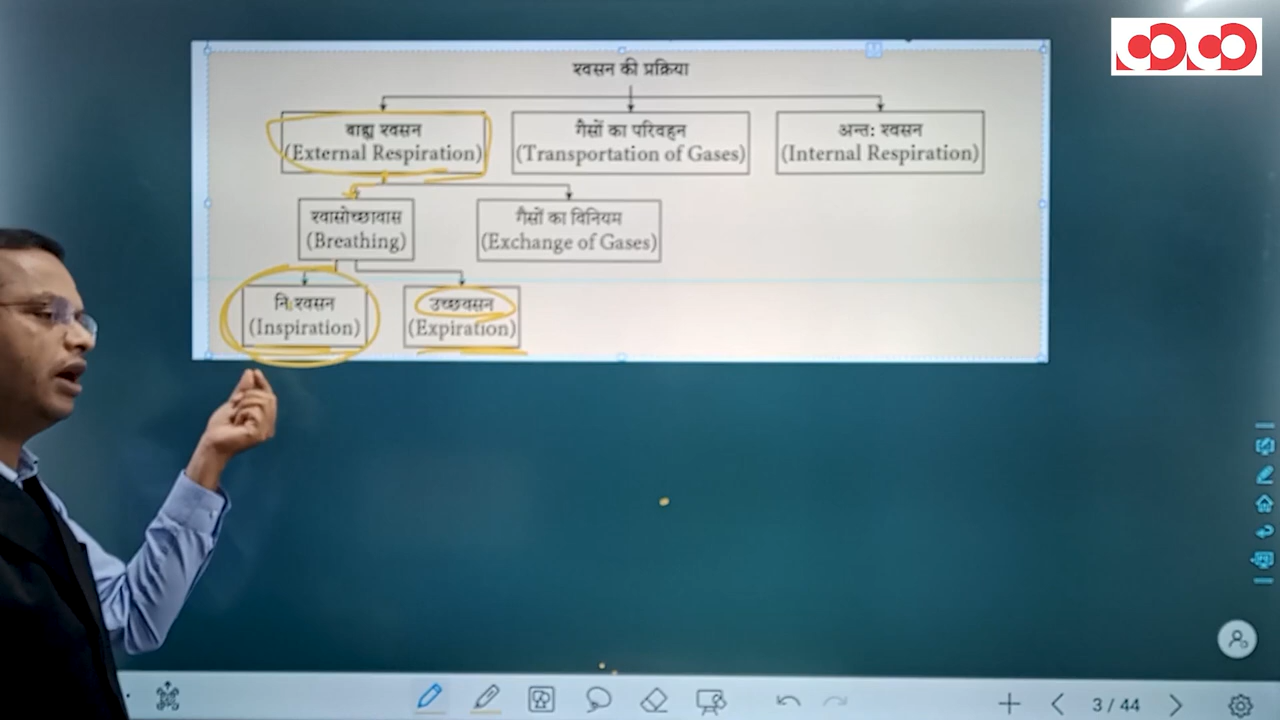 श्वसन की प्रक्रिया
बाह्य श्वसन
(External Respiration)
गैसों का परिवहन
(Transportation of Gases)
अन्त: श्वसन
(Internal Respiration)
श्वासोच्छावास
(Breathing)
गैसों का विनियम
(Exchange of Gases)
निःश्वसन
(Inspiration)
उच्छवसन
(Expiration)
3 / 44